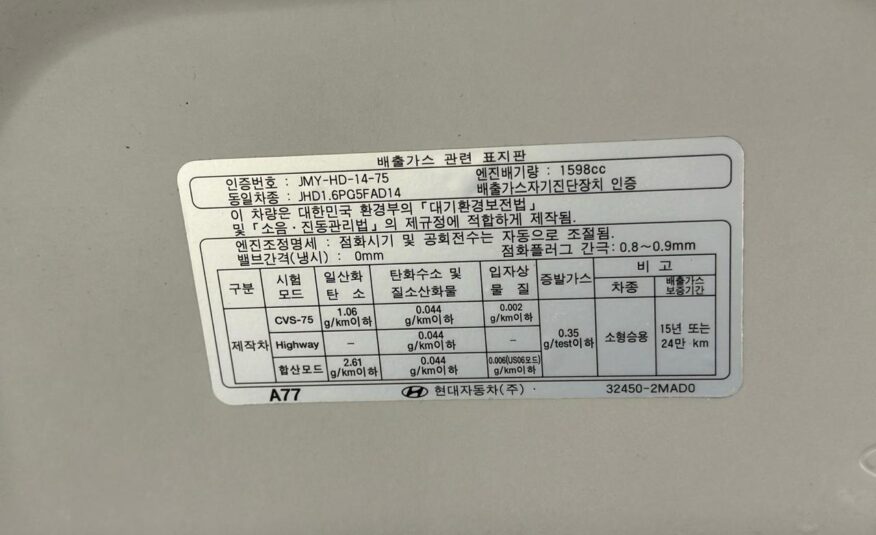 배출가스 관련 표지판
인증번호 : JMY-HD-14-75 엔진배기량 : 1598cc
동일차종 : JHD1.6PG5FAD14 배출가스자기진단장치 인증
이 차량은 대한민국 환경부의 「대기환경보전법」
및 「소음·진동관리법」의 제규정에 적합하게 제작됨.
엔진조정명세 : 점화시기 및 공회전수는 자동으로 조절됨.
밸브간격(냉시) : 0mm 점화플러그 간극: 0.8~0.9mm
구분 시험 모드 일산화 탄 소 탄화수소 및 질소산화물 입자상 물 질 증발가스 비 고
차종 배출가스 보증기간
제작차 CVS-75 1.06 g/km이하 0.044 g/km이하 0.002 g/km이하 0.35 g/test이하 소형승용 15년 또는 24만 km
Highway - 0.044 g/km이하 -
합산모드 2.61 g/km이하 0.044 g/km이하 0.006(US06모드) g/km이하
A77 현대자동차(주) · 32450-2MAD0